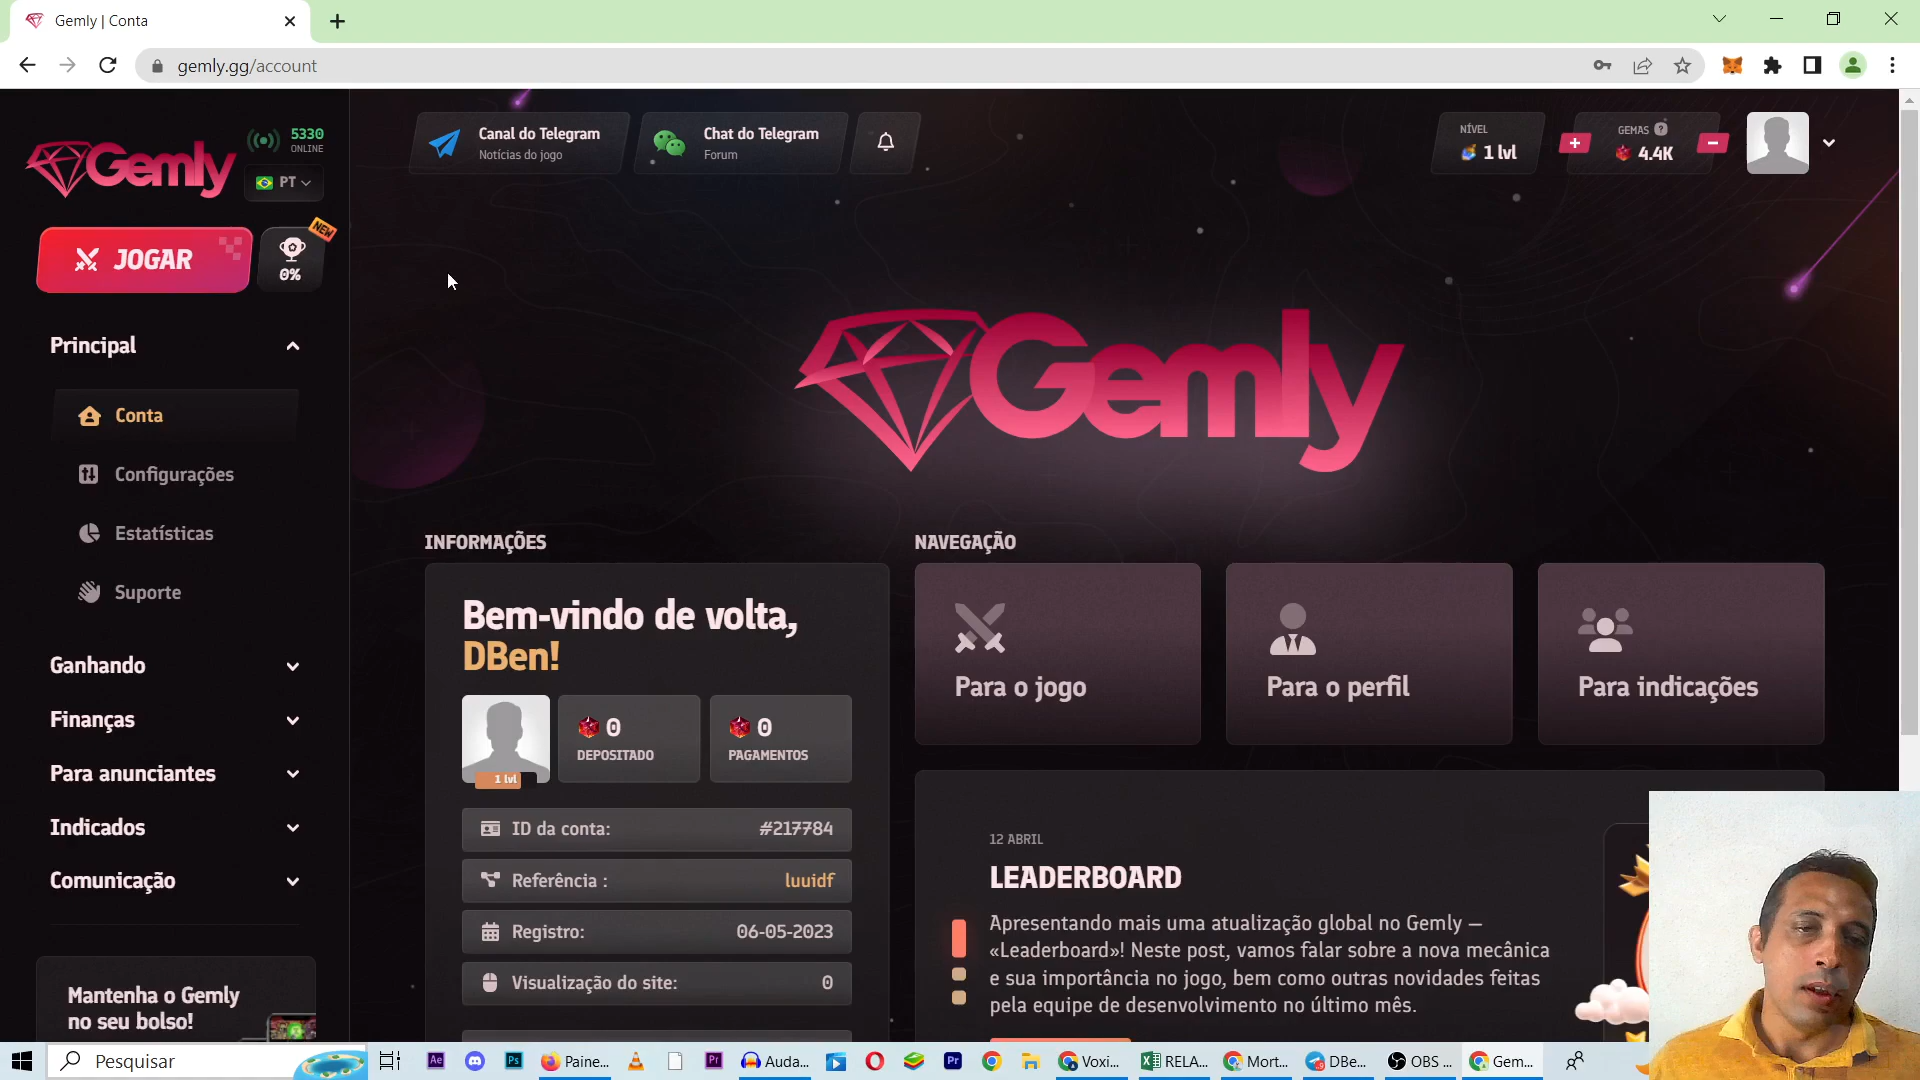 Gemly | Conta
gemly.gg/account
Gemly
5330
ONLINE
PT
JOGAR
NEW
0%
Principal
Conta
Configurações
Estatísticas
Suporte
Ganhando
Finanças
Para anunciantes
Indicados
Comunicação
Mantenha o Gemly
no seu bolso!
Canal do Telegram
Notícias do jogo
Chat do Telegram
Forum
NÍVEL
1 lvl
GEMAS
4.4K
Gemly
INFORMAÇÕES
Bem-vindo de volta,
DBen!
1 lvl
0
DEPOSITADO
0
PAGAMENTOS
ID da conta: #217784
Referência : luuidf
Registro: 06-05-2023
Visualização do site: 0
NAVEGAÇÃO
Para o jogo
Para o perfil
Para indicações
12 ABRIL
LEADERBOARD
Apresentando mais uma atualização global no Gemly —
«Leaderboard»! Neste post, vamos falar sobre a nova mecânica
e sua importância no jogo, bem como outras novidades feitas
pela equipe de desenvolvimento no último mês.
Pesquisar
Ae
Ps
Paine...
Pr
Auda...
Pr
Voxi...
RELA...
Mort...
DBe...
OBS ...
Gem...